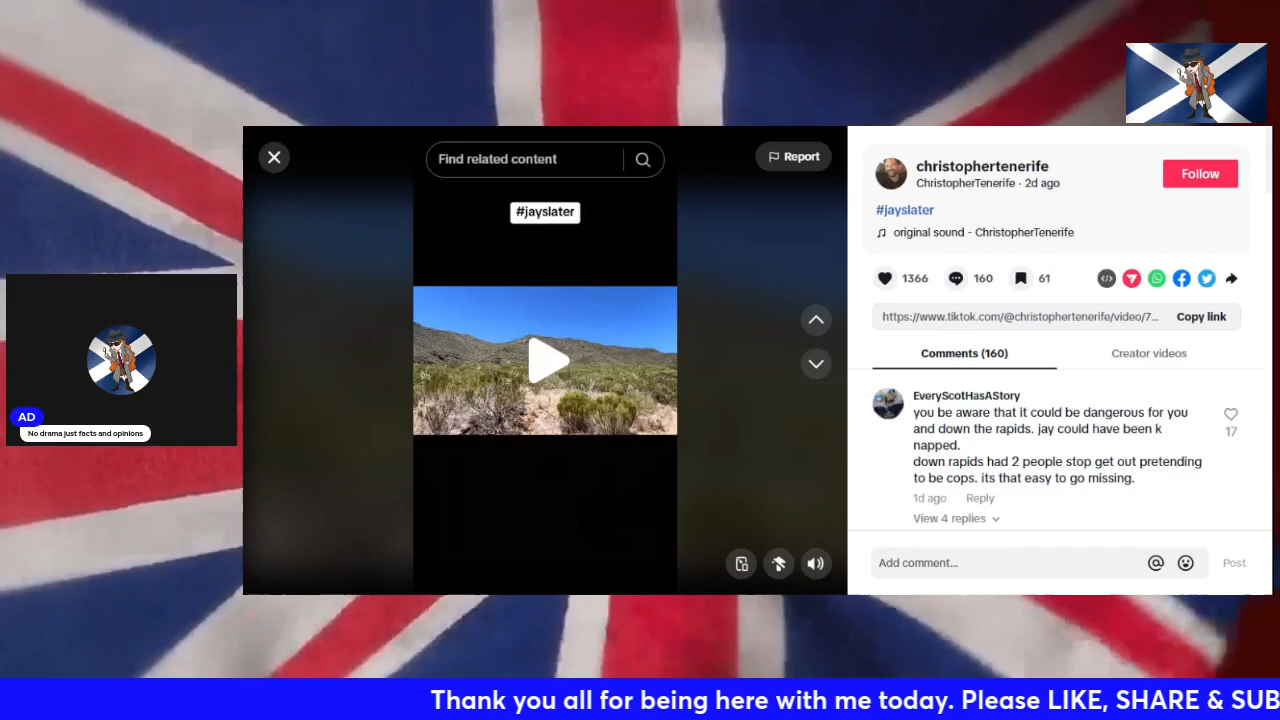 Find related content
Report
#jayslater
christophertenerife
ChristopherTenerife · 2d ago
Follow
#jayslater
original sound - ChristopherTenerife
1366
160
61
https://www.tiktok.com/@christophertenerife/video/7...
Copy link
Comments (160)
Creator videos
EveryScotHasAStory
you be aware that it could be dangerous for you
and down the rapids. jay could have been k
napped.
down rapids had 2 people stop get out pretending
to be cops. its that easy to go missing.
17
1d ago
Reply
View 4 replies
Add comment...
Post
AD
No drama just facts and opinions
Thank you all for being here with me today. Please LIKE, SHARE & SUB